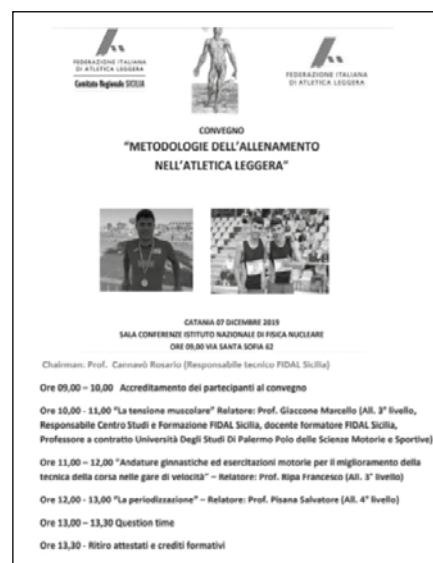 FEDERAZIONE ITALIANA
DI ATLETICA LEGGERA
Comitato Regionale SICILIA
FEDERAZIONE ITALIANA
DI ATLETICA LEGGERA
CONVEGNO
"METODOLOGIE DELL'ALLENAMENTO
NELL'ATLETICA LEGGERA"
CATANIA 07 DICEMBRE 2019
SALA CONFERENZE ISTITUTO NAZIONALE DI FISICA NUCLEARE
ORE 09,00 VIA SANTA SOFIA 62
Chairman: Prof. Cannavò Rosario (Responsabile tecnico FIDAL Sicilia)
Ore 09,00 – 10,00 Accreditamento dei partecipanti al convegno
Ore 10,00 - 11,00 "La tensione muscolare" Relatore: Prof. Giaccone Marcello (All. 3° livello,
Responsabile Centro Studi e Formazione FIDAL Sicilia, docente formatore FIDAL Sicilia,
Professore a contratto Università Degli Studi Di Palermo Polo delle Scienze Motorie e Sportive)
Ore 11,00 – 12,00 "Andature ginnastiche ed esercitazioni motorie per il miglioramento della
tecnica della corsa nelle gare di velocità" – Relatore: Prof. Ripa Francesco (All. 3° livello)
Ore 12,00 - 13,00 "La periodizzazione" – Relatore: Prof. Pisana Salvatore (All. 4° livello)
Ore 13,00 – 13,30 Question time
Ore 13,30 - Ritiro attestati e crediti formativi